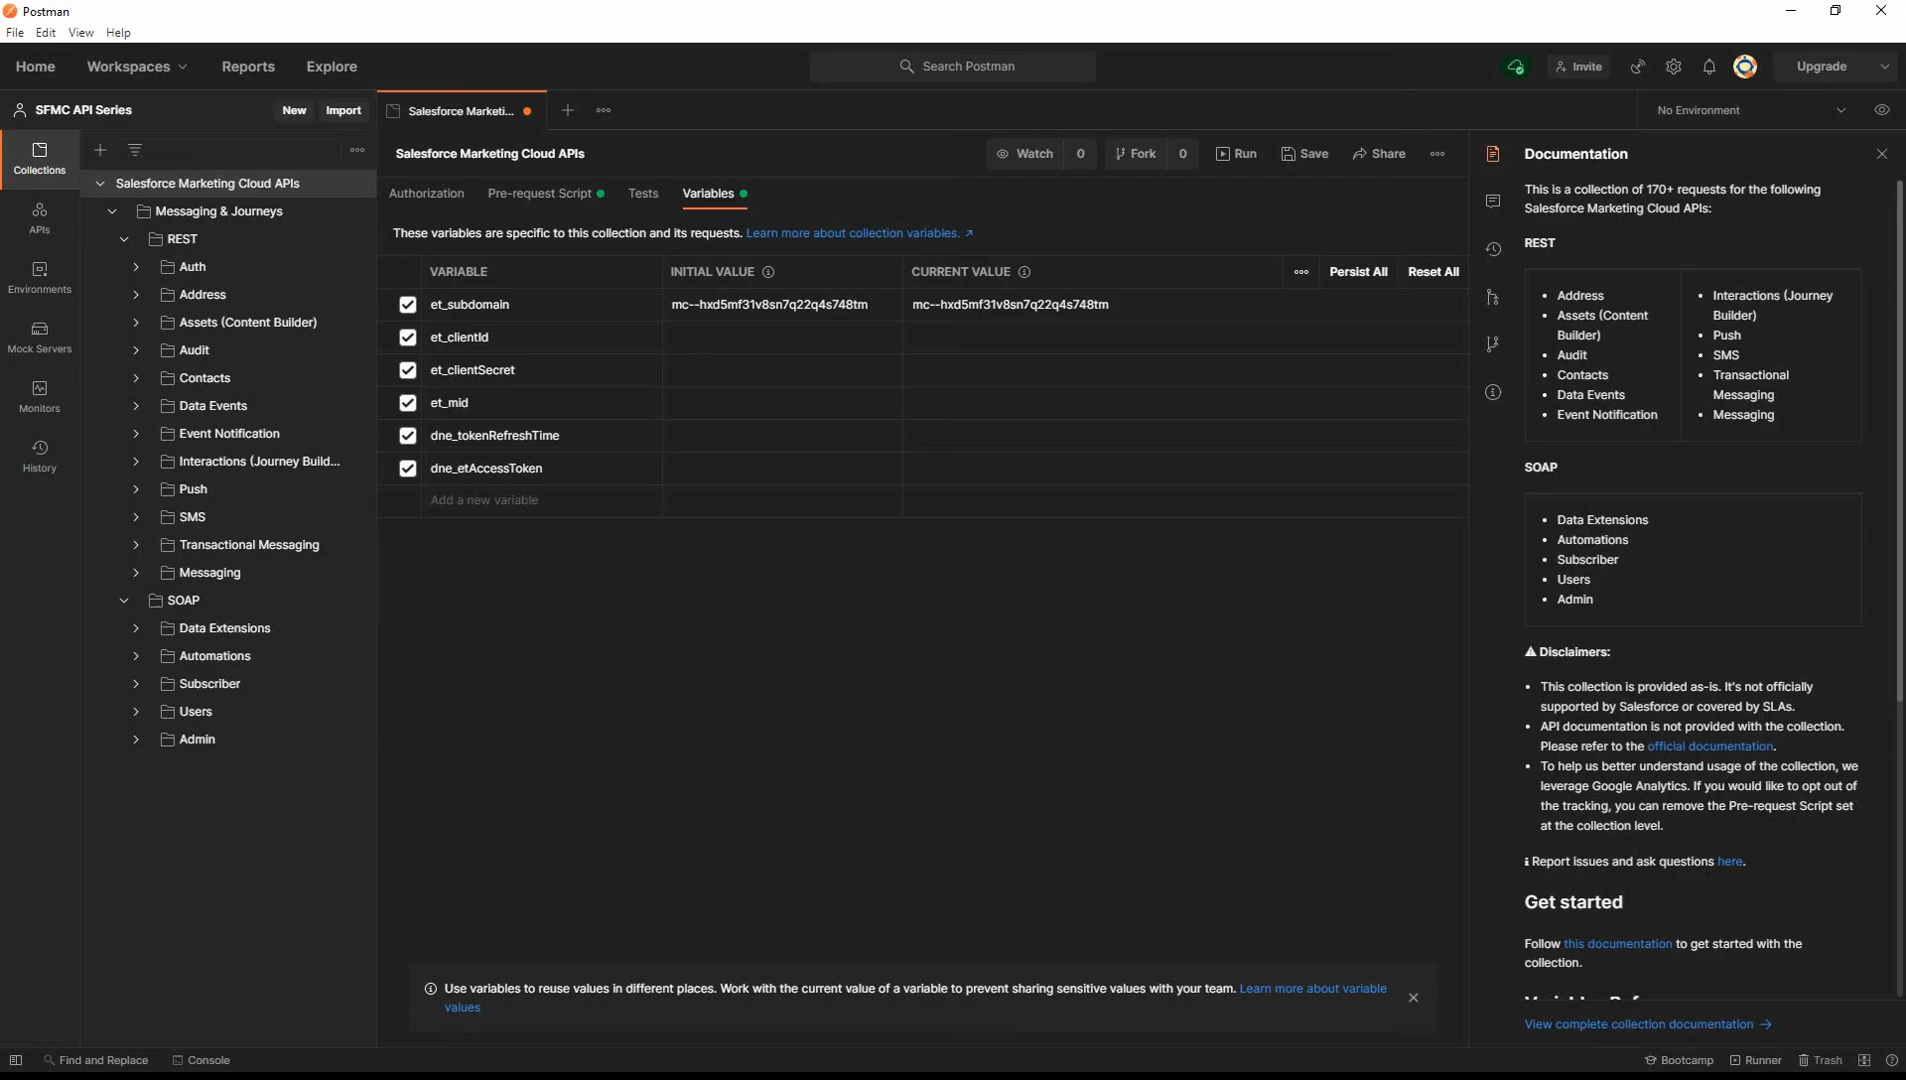 Postman
File Edit View Help
Home Workspaces Reports Explore
Search Postman
Invite
Upgrade
SFMC API Series
New Import
Salesforce Marketi...
No Environment
Collections
APIs
Environments
Mock Servers
Monitors
History
Salesforce Marketing Cloud APIs
Messaging & Journeys
REST
Auth
Address
Assets (Content Builder)
Audit
Contacts
Data Events
Event Notification
Interactions (Journey Build...
Push
SMS
Transactional Messaging
Messaging
SOAP
Data Extensions
Automations
Subscriber
Users
Admin
Salesforce Marketing Cloud APIs
Watch 0 Fork 0 Run Save Share
Authorization Pre-request Script Tests Variables
These variables are specific to this collection and its requests. Learn more about collection variables. ↗
VARIABLE INITIAL VALUE CURRENT VALUE Persist All Reset All
et_subdomain mc--hxd5mf31v8sn7q22q4s748tm mc--hxd5mf31v8sn7q22q4s748tm
et_clientId
et_clientSecret
et_mid
dne_tokenRefreshTime
dne_etAccessToken
Add a new variable
Use variables to reuse values in different places. Work with the current value of a variable to prevent sharing sensitive values with your team. Learn more about variable
values
Documentation
This is a collection of 170+ requests for the following
Salesforce Marketing Cloud APIs:
REST
• Address
• Assets (Content
Builder)
• Audit
• Contacts
• Data Events
• Event Notification
• Interactions (Journey
Builder)
• Push
• SMS
• Transactional
Messaging
• Messaging
SOAP
• Data Extensions
• Automations
• Subscriber
• Users
• Admin
⚠ Disclaimers:
• This collection is provided as-is. It's not officially
supported by Salesforce or covered by SLAs.
• API documentation is not provided with the collection.
Please refer to the official documentation.
• To help us better understand usage of the collection, we
leverage Google Analytics. If you would like to opt out of
the tracking, you can remove the Pre-request Script set
at the collection level.
ℹ Report issues and ask questions here.
Get started
Follow this documentation to get started with the
collection.
View complete collection documentation →
Find and Replace Console
Bootcamp Runner Trash